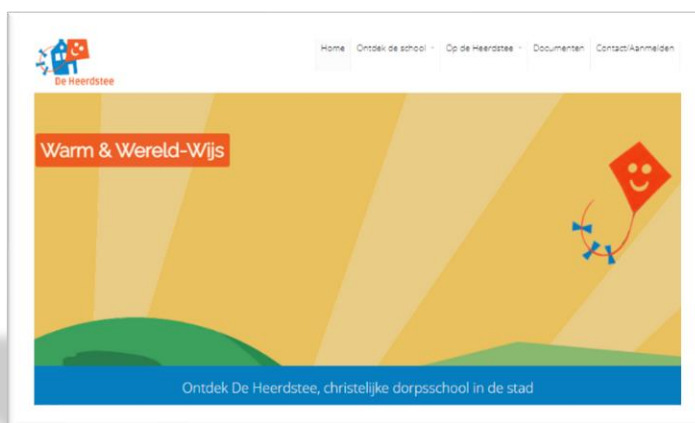 De Heerdstee
Home Ontdek de school Op de Heerdstee Documenten Contact/Aanmelden
Warm & Wereld-Wijs
Ontdek De Heerdstee, christelijke dorpsschool in de stad